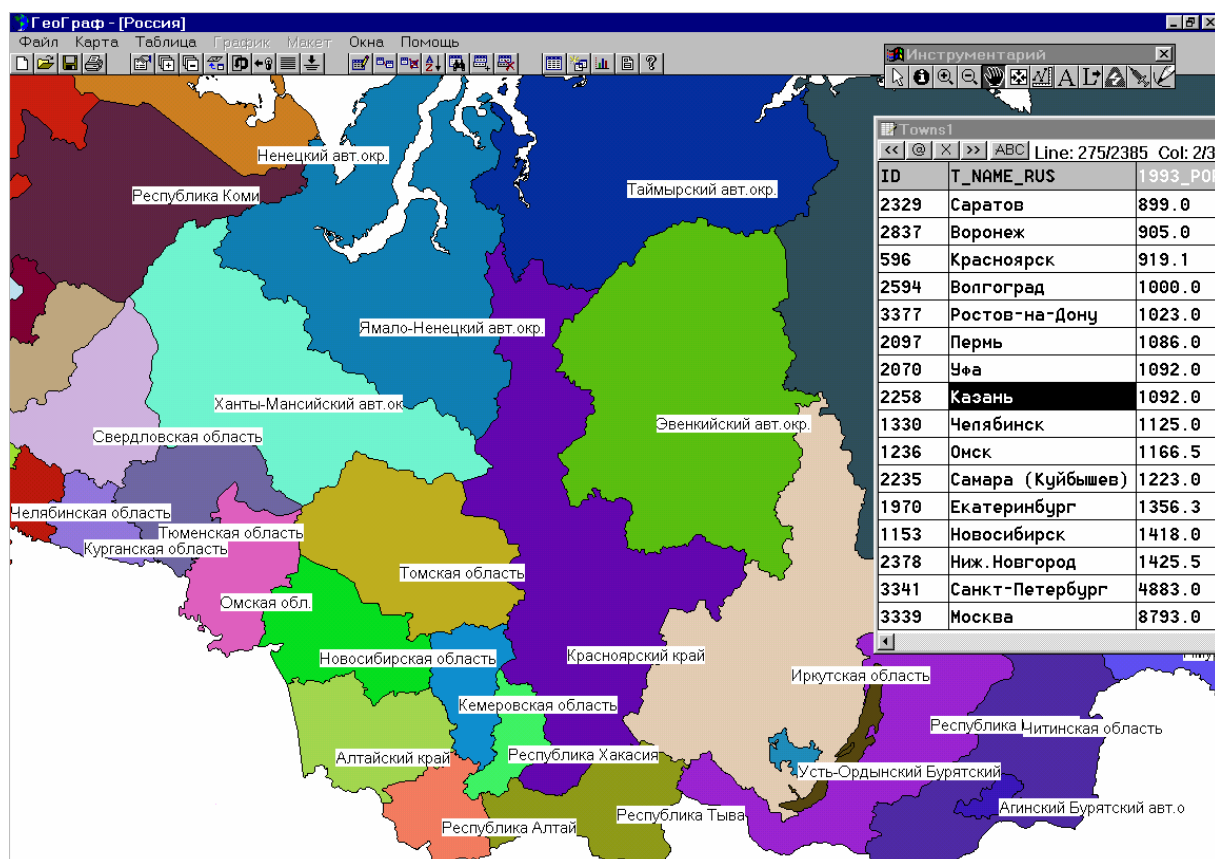 ГеоГраф - [Россия]
Файл Карта Таблица График Макет Окна Помощь
Инструментарий
Towns1
<< @ X >> ABC Line: 275/2385 Col: 2/3
ID T_NAME_RUS 1993_POP
2329 Саратов 899.0
2837 Воронеж 905.0
596 Красноярск 919.1
2594 Волгоград 1000.0
3377 Ростов-на-Дону 1023.0
2097 Пермь 1086.0
2070 Уфа 1092.0
2258 Казань 1092.0
1330 Челябинск 1125.0
1236 Омск 1166.5
2235 Самара (Куйбышев) 1223.0
1970 Екатеринбург 1356.3
1153 Новосибирск 1418.0
2378 Ниж.Новгород 1425.5
3341 Санкт-Петербург 4883.0
3339 Москва 8793.0
Ненецкий авт.окр.
Республика Коми
Таймырский авт.окр.
Ямало-Ненецкий авт.окр.
Ханты-Мансийский авт.ок
Эвенкийский авт.окр.
Свердловская область
Челябинская область
Тюменская область
Курганская область
Томская область
Омская обл.
Новосибирская область
Красноярский край
Иркутская область
Кемеровская область
Республика
Читинская область
Алтайский край
Республика Хакасия
Усть-Ордынский Бурятский
Агинский Бурятский авт.о
Республика Тыва
Республика Алтай